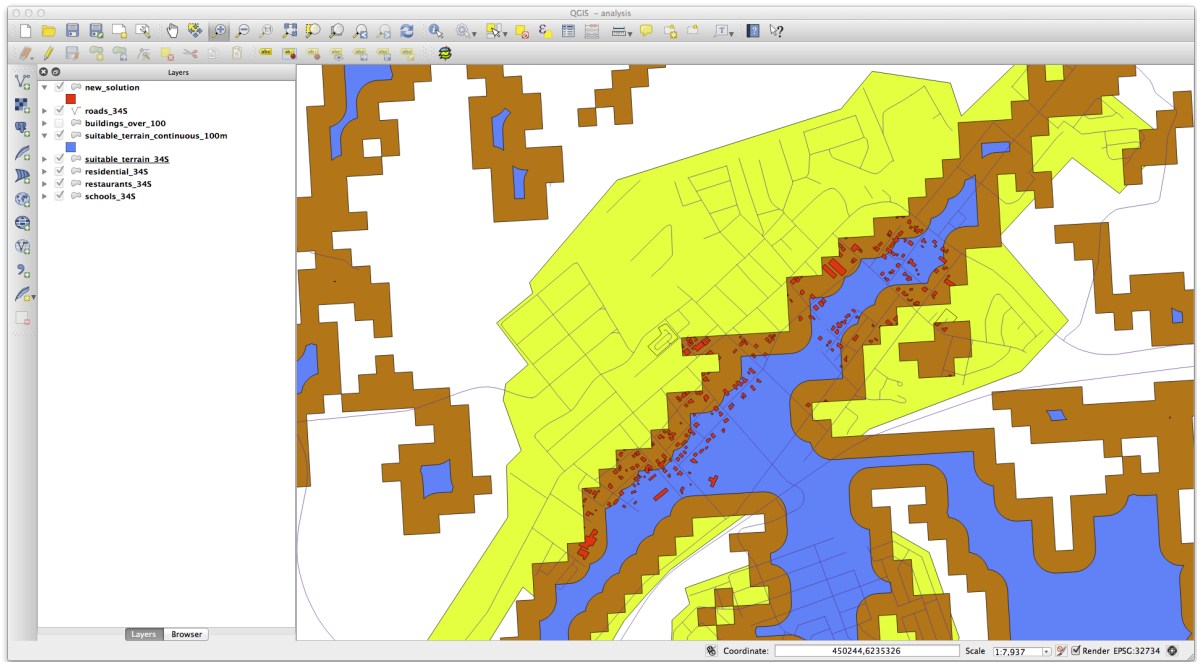 QGIS - analysis
Layers
new_solution
roads_34S
buildings_over_100
suitable_terrain_continuous_100m
suitable_terrain_34S
residential_34S
restaurants_34S
schools_34S
Layers Browser
Coordinate: 450244,6235326 Scale 1:7,937 Render EPSG:32734